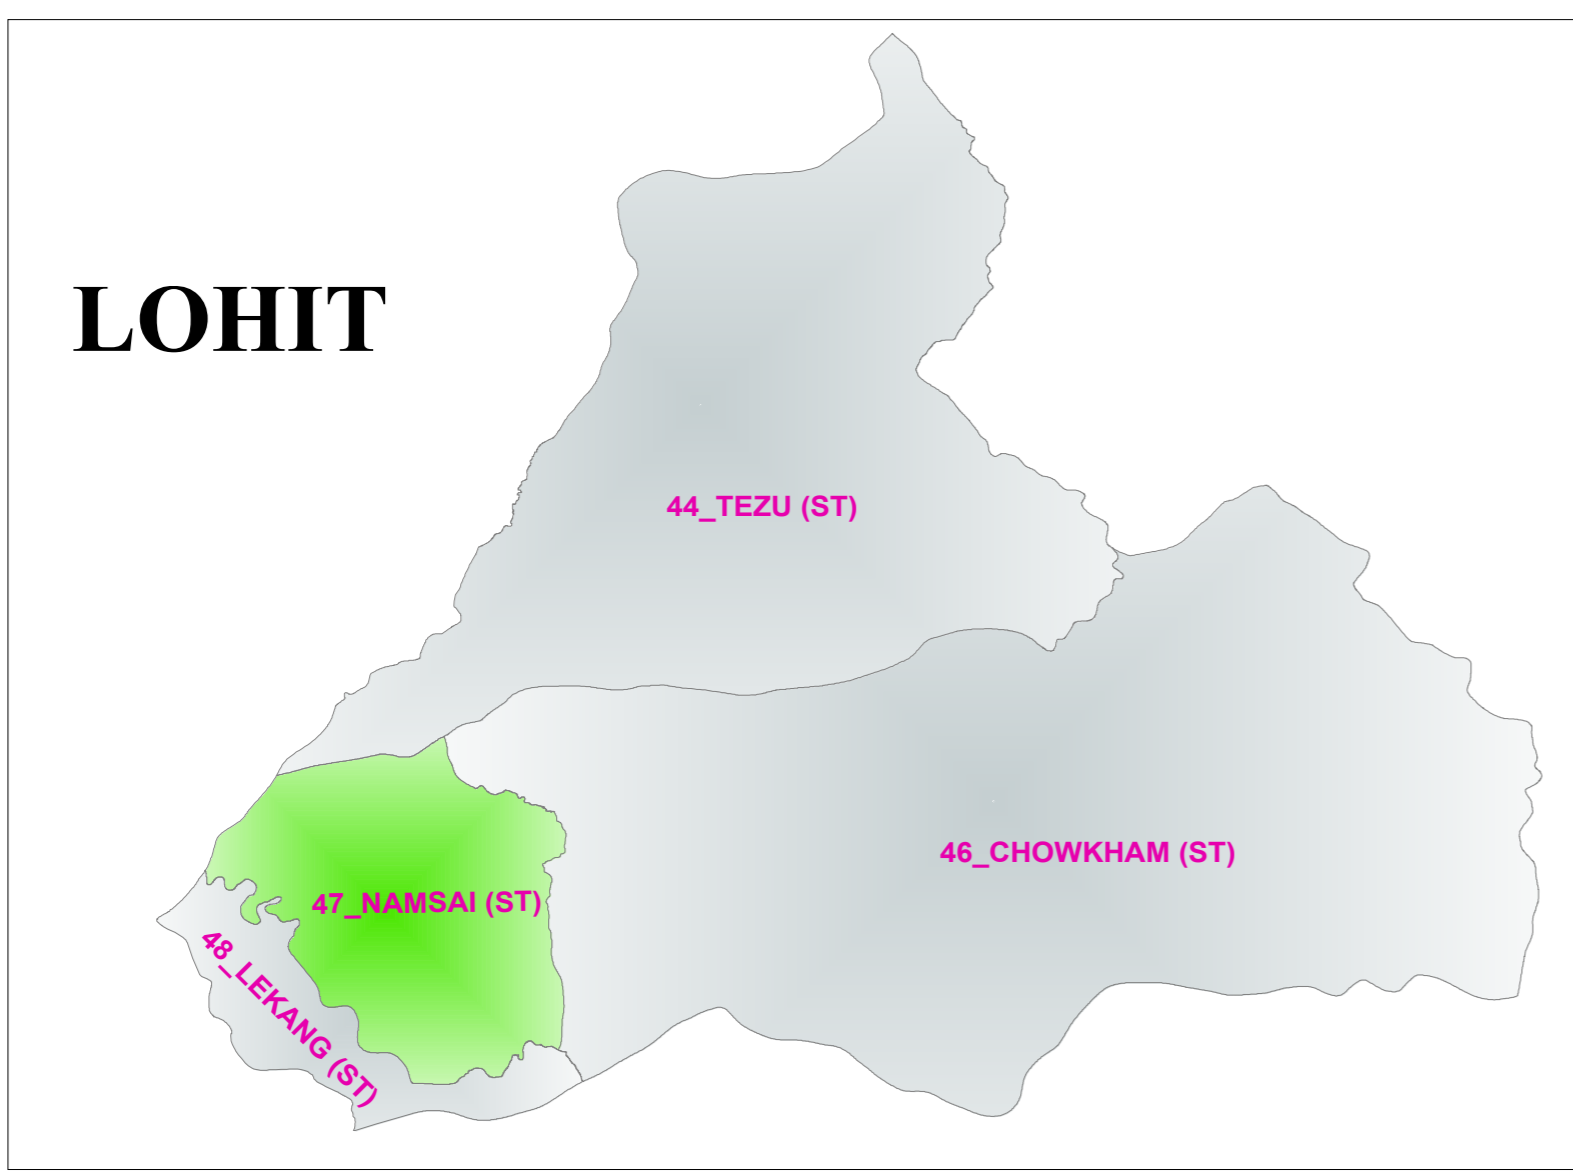 LOHIT
44_TEZU (ST)
46_CHOWKHAM (ST)
47_NAMSAI (ST)
48_LEKANG (ST)